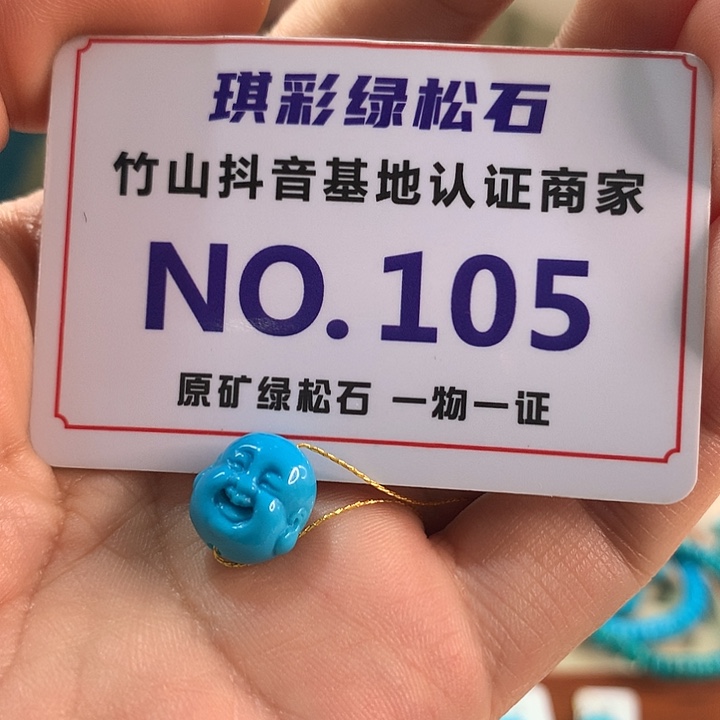 琪彩绿松石
竹山抖音基地认证商家
NO.105
原矿绿松石 一物一证